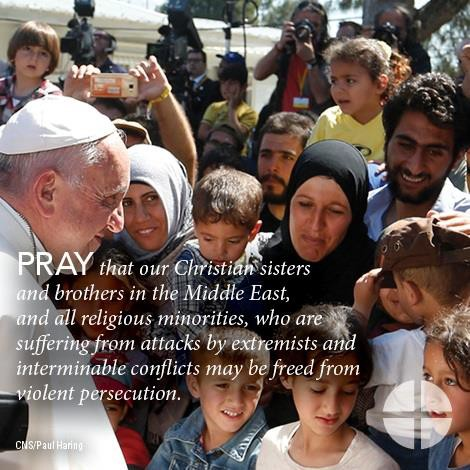 PRAY that our Christian sisters
and brothers in the Middle East,
and all religious minorities, who are
suffering from attacks by extremists and
interminable conflicts may be freed from
violent persecution.
CNS/Paul Haring